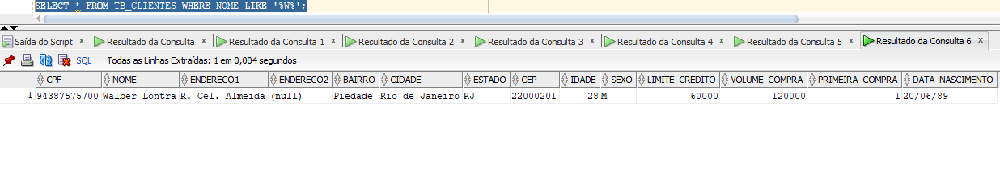 SELECT * FROM TB_CLIENTES WHERE NOME LIKE '%W%';
Saída do Script x Resultado da Consulta x Resultado da Consulta 1 x Resultado da Consulta 2 x Resultado da Consulta 3 x Resultado da Consulta 4 x Resultado da Consulta 5 x Resultado da Consulta 6 x
SQL | Todas as Linhas Extraídas: 1 em 0,004 segundos
CPF NOME ENDERECO1 ENDERECO2 BAIRRO CIDADE ESTADO CEP IDADE SEXO LIMITE_CREDITO VOLUME_COMPRA PRIMEIRA_COMPRA DATA_NASCIMENTO
1 94387575700 Walber Lontra R. Cel. Almeida (null) Piedade Rio de Janeiro RJ 22000201 28 M 60000 120000 1 20/06/89